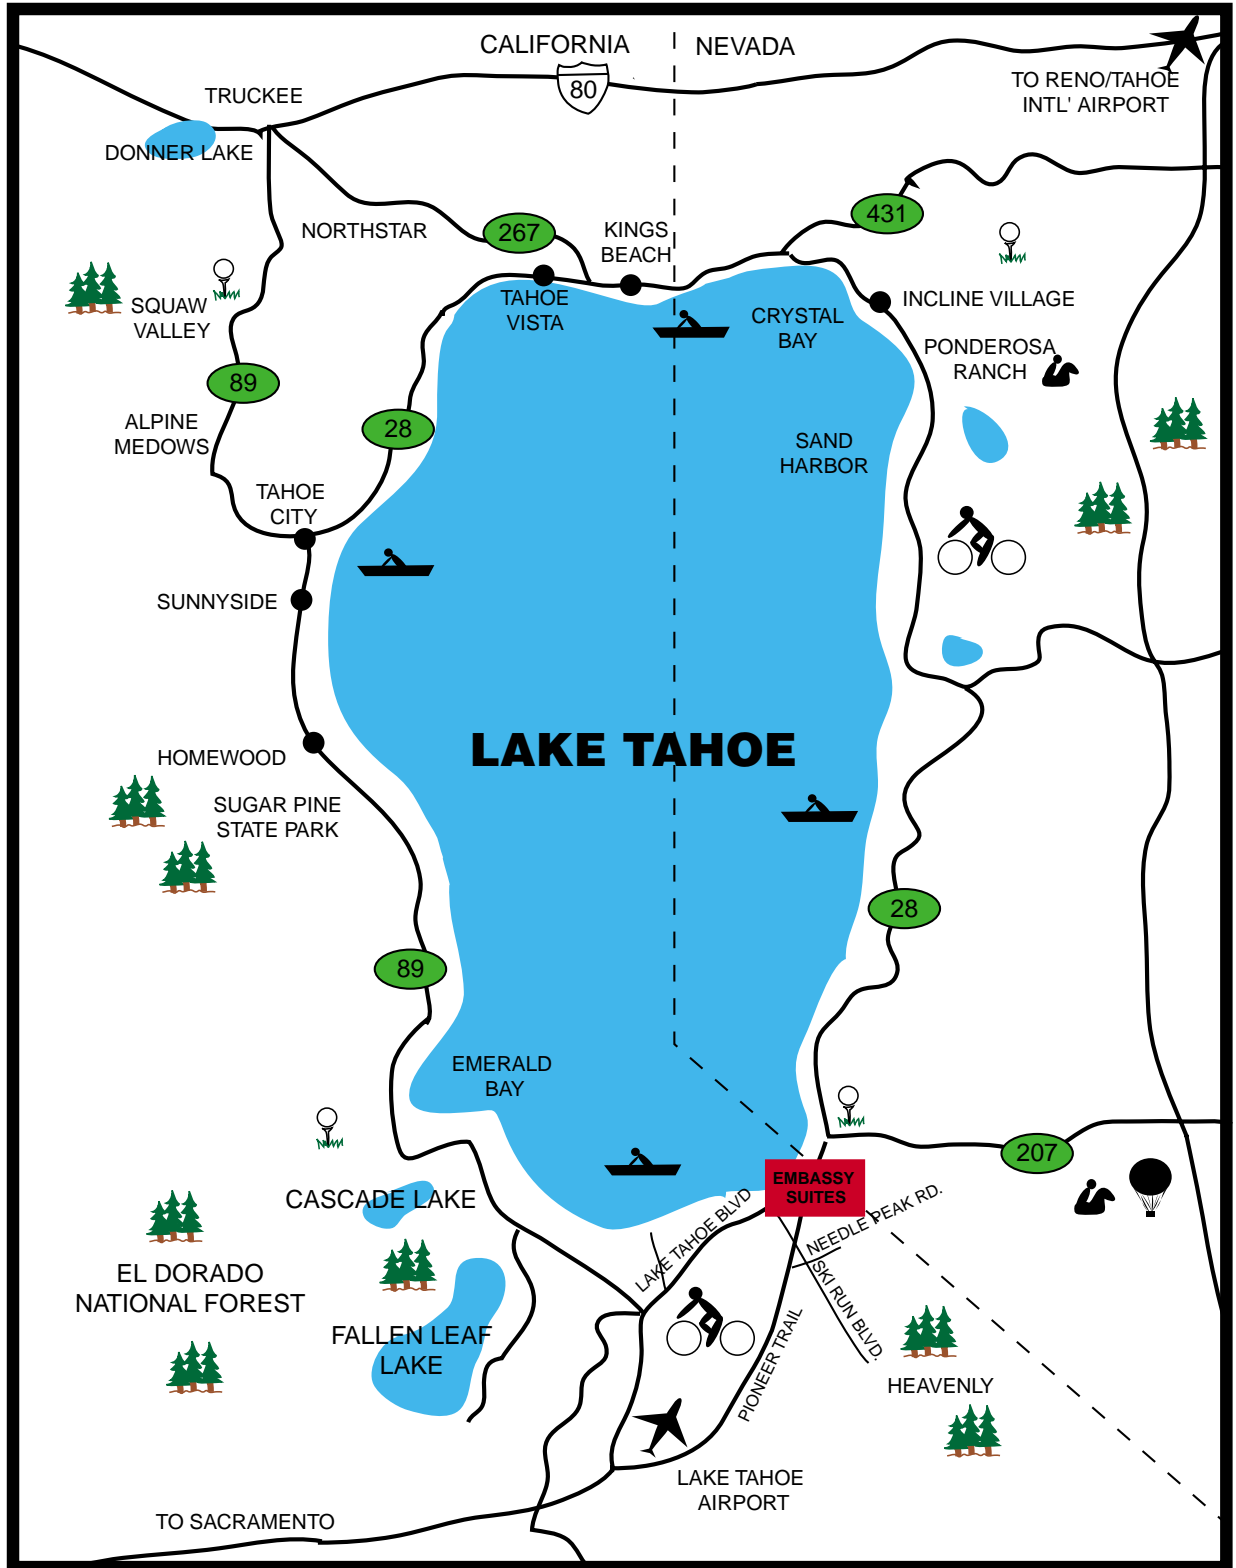 CALIFORNIA
NEVADA
80
TO RENO/TAHOE
INTL' AIRPORT
TRUCKEE
DONNER LAKE
NORTHSTAR
267
KINGS
BEACH
431
SQUAW
VALLEY
TAHOE
VISTA
CRYSTAL
BAY
INCLINE VILLAGE
PONDEROSA
RANCH
89
28
ALPINE
MEDOWS
SAND
HARBOR
TAHOE
CITY
SUNNYSIDE
LAKE TAHOE
HOMEWOOD
SUGAR PINE
STATE PARK
28
89
EMERALD
BAY
207
EMBASSY
SUITES
CASCADE LAKE
LAKE TAHOE BLVD
NEEDLE PEAK RD.
SKI RUN BLVD.
EL DORADO
NATIONAL FOREST
FALLEN LEAF
LAKE
PIONEER TRAIL
HEAVENLY
LAKE TAHOE
AIRPORT
TO SACRAMENTO